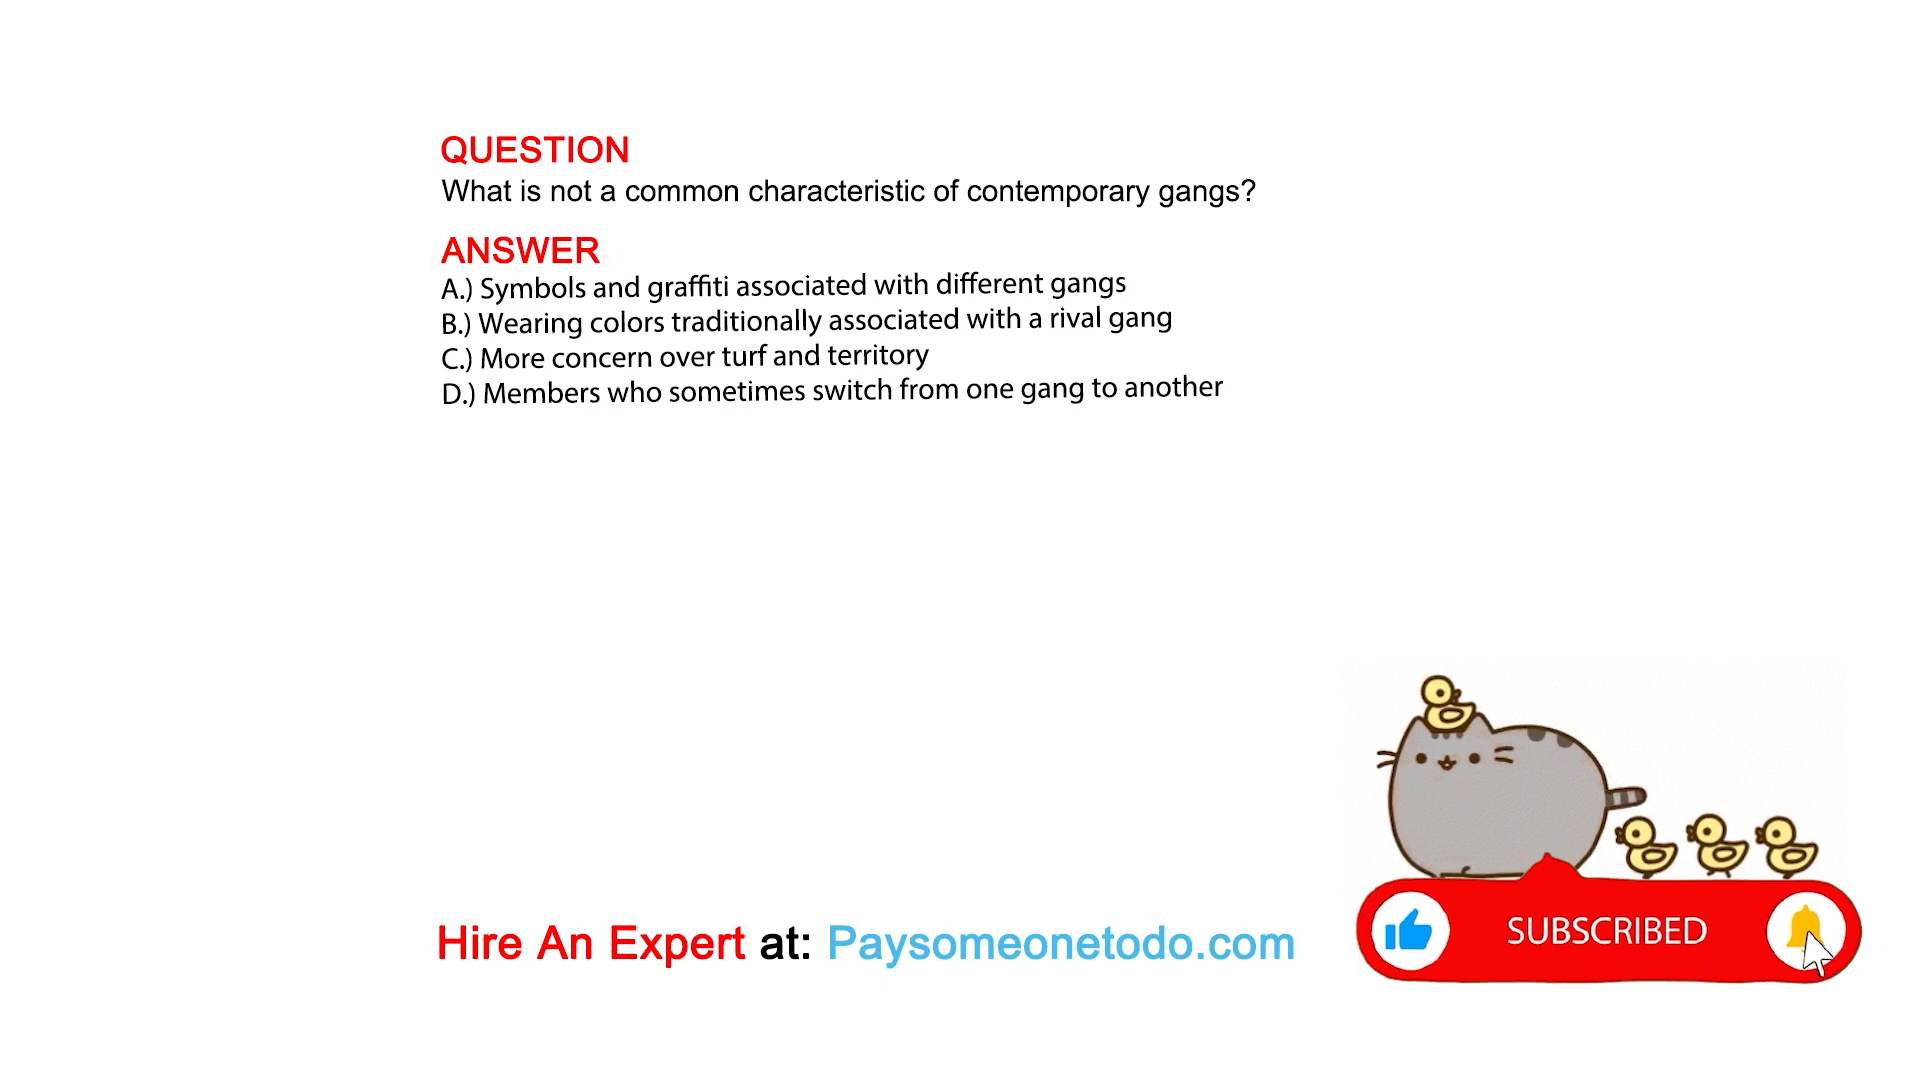 QUESTION
What is not a common characteristic of contemporary gangs?
ANSWER
A.) Symbols and graffiti associated with different gangs
B.) Wearing colors traditionally associated with a rival gang
C.) More concern over turf and territory
D.) Members who sometimes switch from one gang to another
Hire An Expert at: Paysomeonetodo.com
SUBSCRIBED